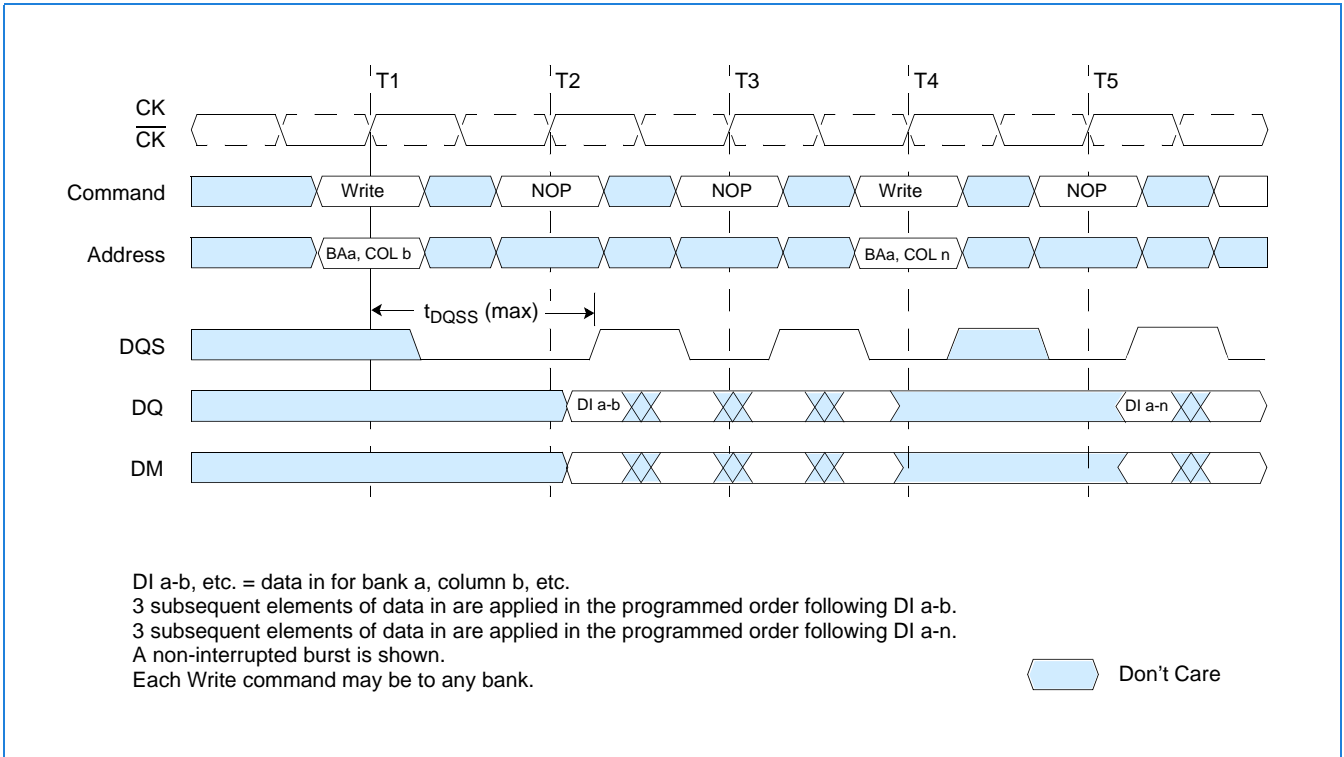 T1 T2 T3 T4 T5
CK
CK
Command Write NOP NOP Write NOP
Address BAa, COL b BAa, COL n
tDQSS (max)
DQS
DQ DI a-b DI a-n
DM
DI a-b, etc. = data in for bank a, column b, etc.
3 subsequent elements of data in are applied in the programmed order following DI a-b.
3 subsequent elements of data in are applied in the programmed order following DI a-n.
A non-interrupted burst is shown.
Each Write command may be to any bank.
Don't Care